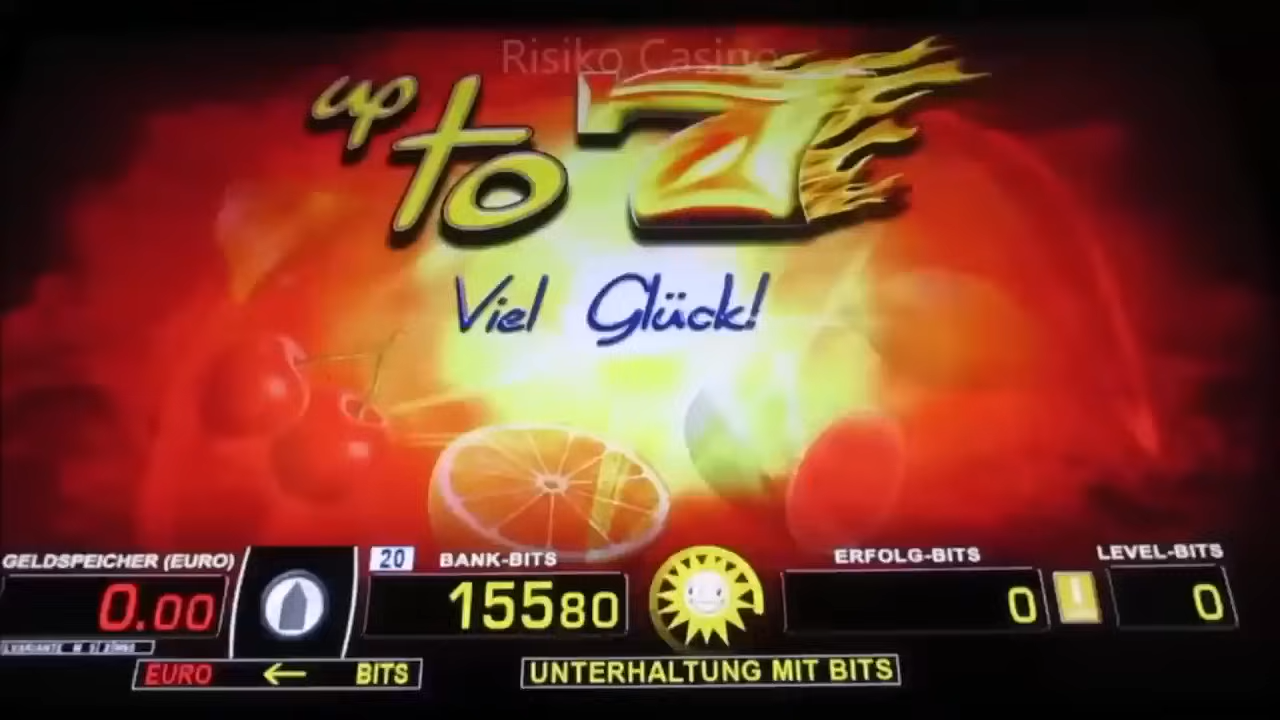 Risiko Casino
up to 7
Viel Glück!
GELDSPEICHER (EURO)
20
BANK-BITS
ERFOLG-BITS
LEVEL-BITS
0.00
15580
0
0
EURO ← BITS
UNTERHALTUNG MIT BITS